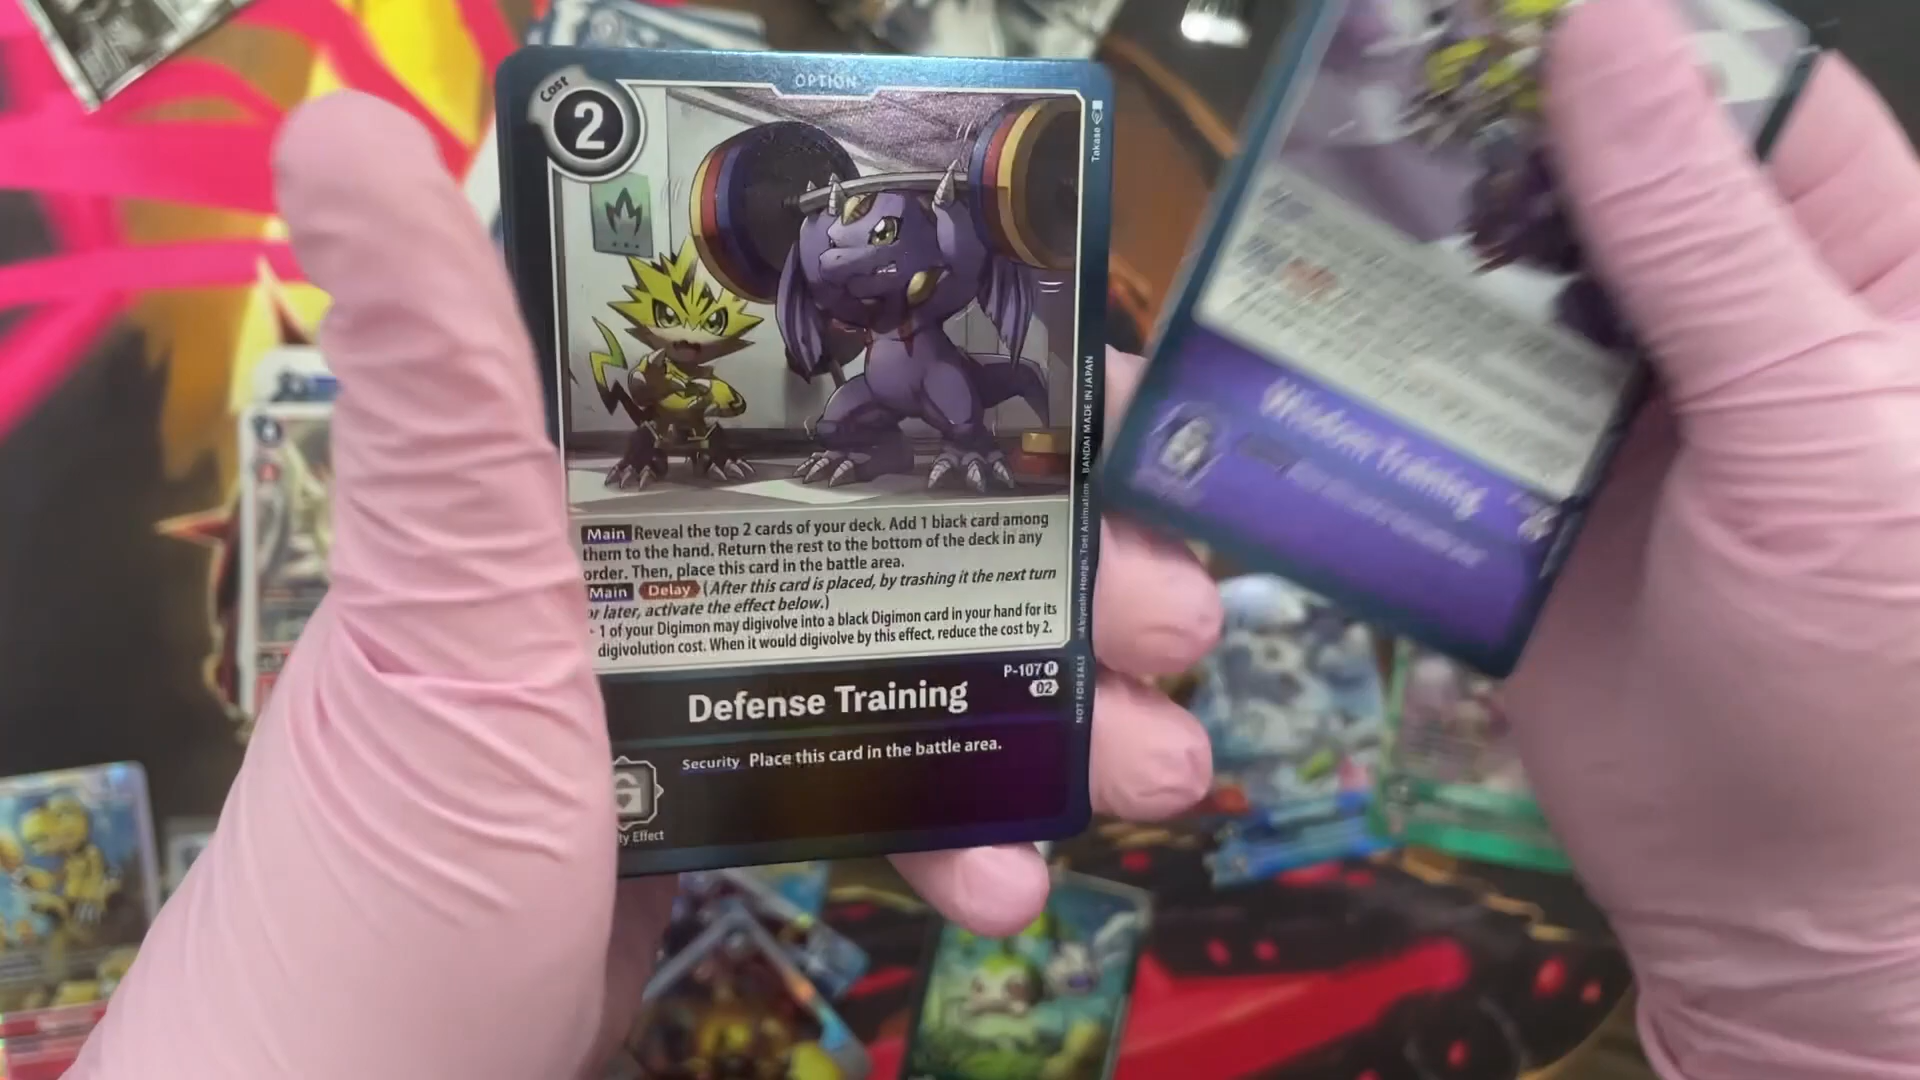 OPTION
Cost
2
Takase
Main Reveal the top 2 cards of your deck. Add 1 black card among
them to the hand. Return the rest to the bottom of the deck in any
order. Then, place this card in the battle area.
Main Delay (After this card is placed, by trashing it the next turn
or later, activate the effect below.)
· 1 of your Digimon may digivolve into a black Digimon card in your hand for its
digivolution cost. When it would digivolve by this effect, reduce the cost by 2.
©Akiyoshi Hongo, Toei Animation BANDAI MADE IN JAPAN
NOT FOR SALE
P-107 P
02
Defense Training
Security Place this card in the battle area.
ty Effect
Wisdom Training